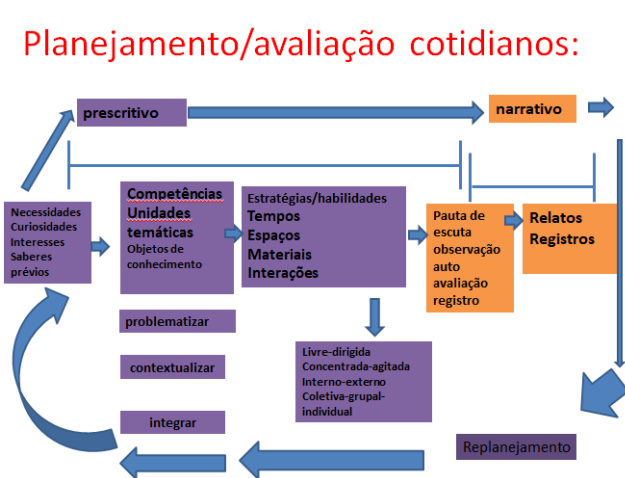 Planejamento/avaliação cotidianos:
prescritivo
narrativo
Necessidades
Curiosidades
Interesses
Saberes
prévios
Competências
Unidades
temáticas
Objetos de
conhecimento
Estratégias/habilidades
Tempos
Espaços
Materiais
Interações
Pauta de
escuta
observação
auto
avaliação
registro
Relatos
Registros
problematizar
contextualizar
integrar
Livre-dirigida
Concentrada-agitada
Interno-externo
Coletiva-grupal-
individual
Replanejamento